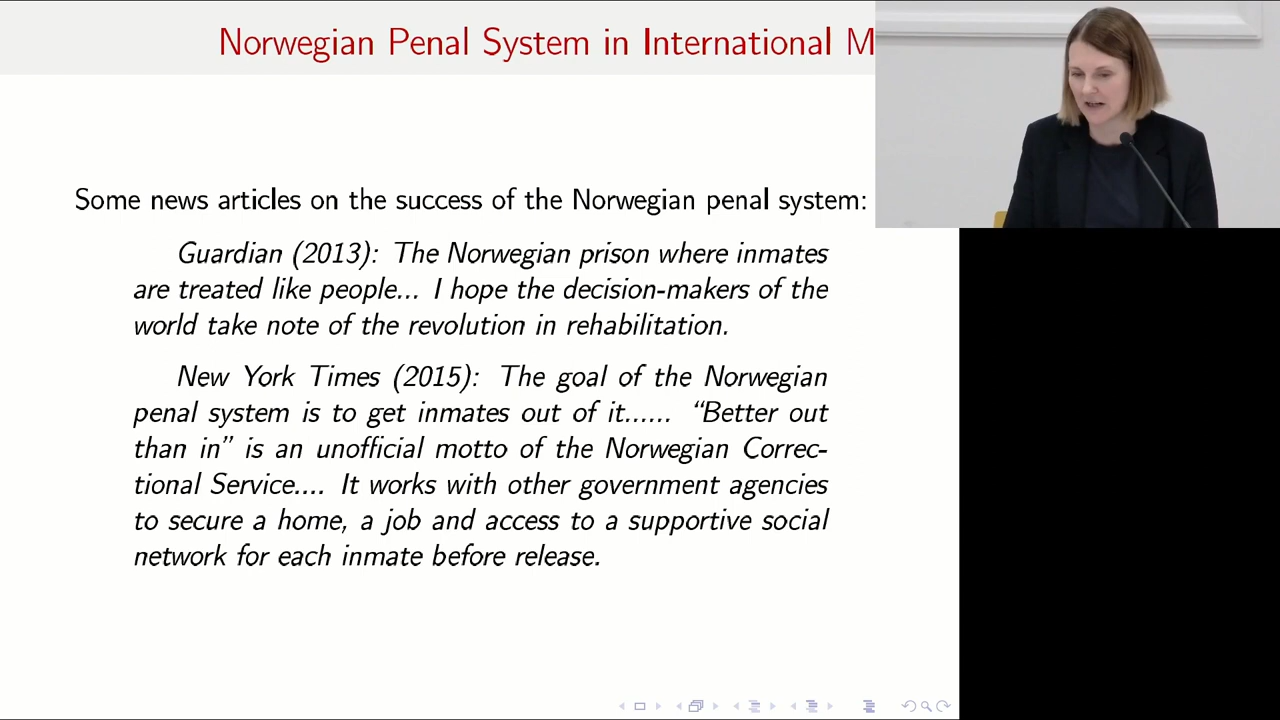 Norwegian Penal System in International M
Some news articles on the success of the Norwegian penal system:
Guardian (2013): The Norwegian prison where inmates
are treated like people... I hope the decision-makers of the
world take note of the revolution in rehabilitation.
New York Times (2015): The goal of the Norwegian
penal system is to get inmates out of it...... “Better out
than in” is an unofficial motto of the Norwegian Correc-
tional Service.... It works with other government agencies
to secure a home, a job and access to a supportive social
network for each inmate before release.